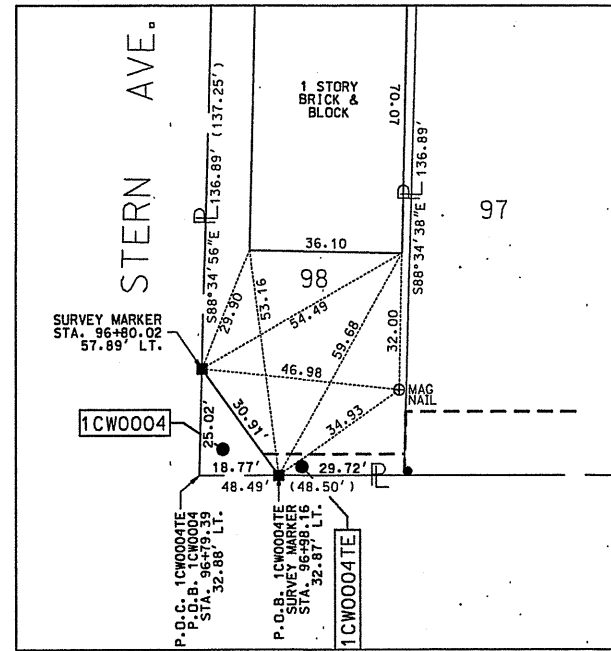 STERN AVE.
1 STORY
BRICK &
BLOCK
70.07
S88°34'56"E 136.89' (137.25')
PL
S88°34'38"E 136.89'
PL
97
36.10
98
29.90
53.16
54.49
59.68
32.00
SURVEY MARKER
STA. 96+80.02
57.89' LT.
46.98
MAG
NAIL
34.93
30.91'
1CW0004
25.02'
18.77'
29.72'
48.49' (48.50')
PL
P.O.C. 1CW0004TE
P.O.B. 1CW0004
STA. 96+79.39
32.88' LT.
P.O.B. 1CW0004TE
SURVEY MARKER
STA. 96+98.16
32.87' LT.
1CW0004TE